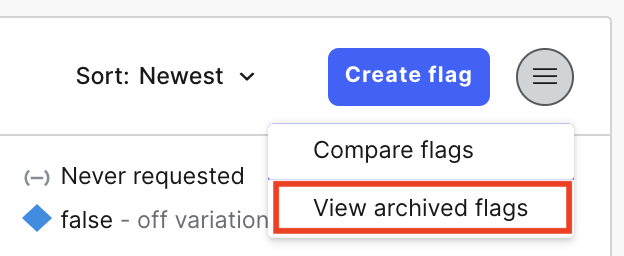 Sort: Newest
Create flag
Compare flags
Never requested
View archived flags
false - off variation